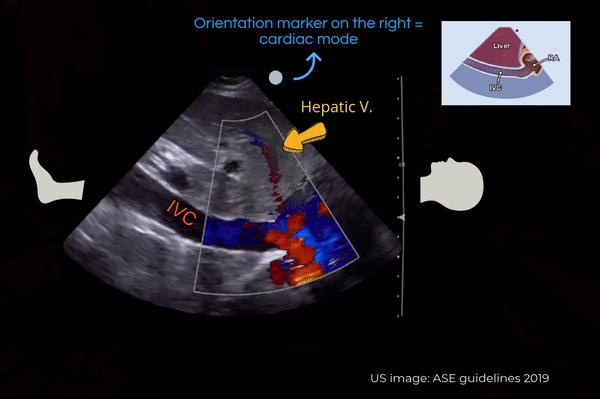 Orientation marker on the right =
cardiac mode
Liver
RA
IVC
Hepatic V.
IVC
US image: ASE guidelines 2019